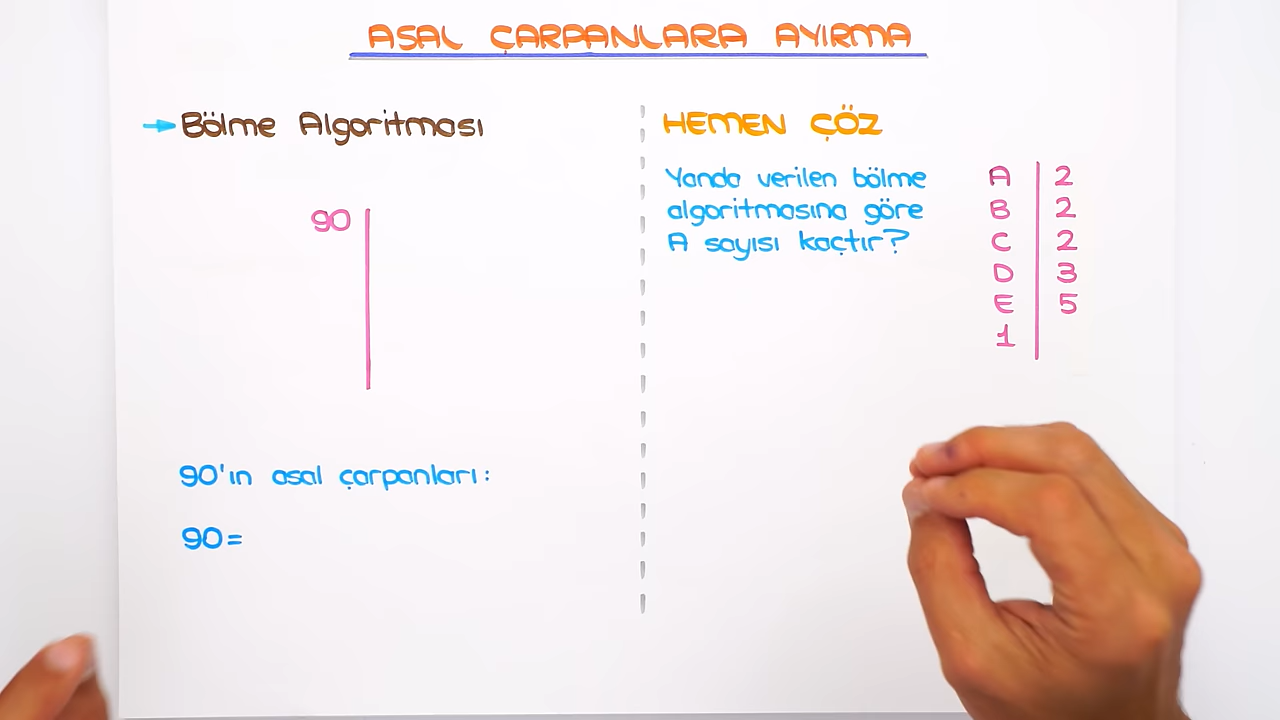 ASAL ÇARPANLARA AYIRMA
Bölme Algoritması
90
90'ın asal çarpanları:
90=
HEMEN ÇÖZ
Yanda verilen bölme
algoritmasına göre
A sayısı kaçtır?
A 2
B 2
C 2
D 3
E 5
1